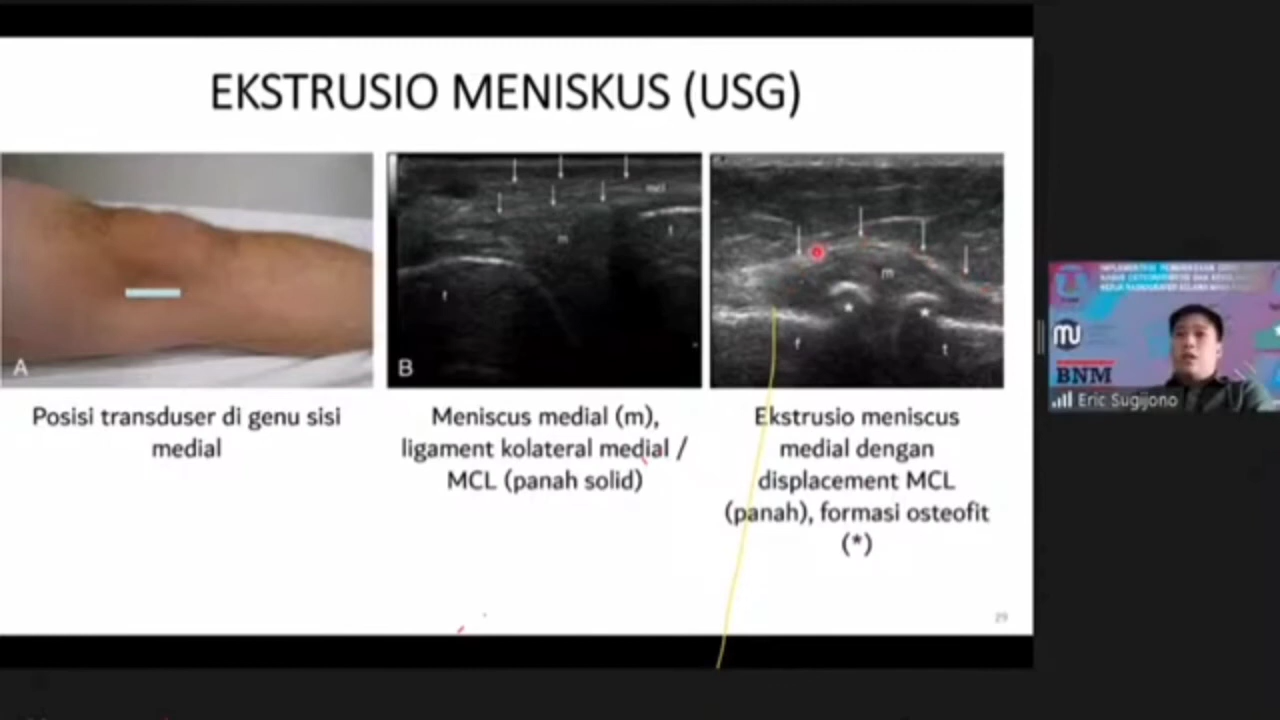 EKSTRUSIO MENISKUS (USG)
A
B
m
f
t
m
f
t
*
*
Posisi transduser di genu sisi
medial
Meniscus medial (m),
ligament kolateral medial /
MCL (panah solid)
Ekstrusio meniscus
medial dengan
displacement MCL
(panah), formasi osteofit
(*)
29
MU
BNM
Eric Sugijono